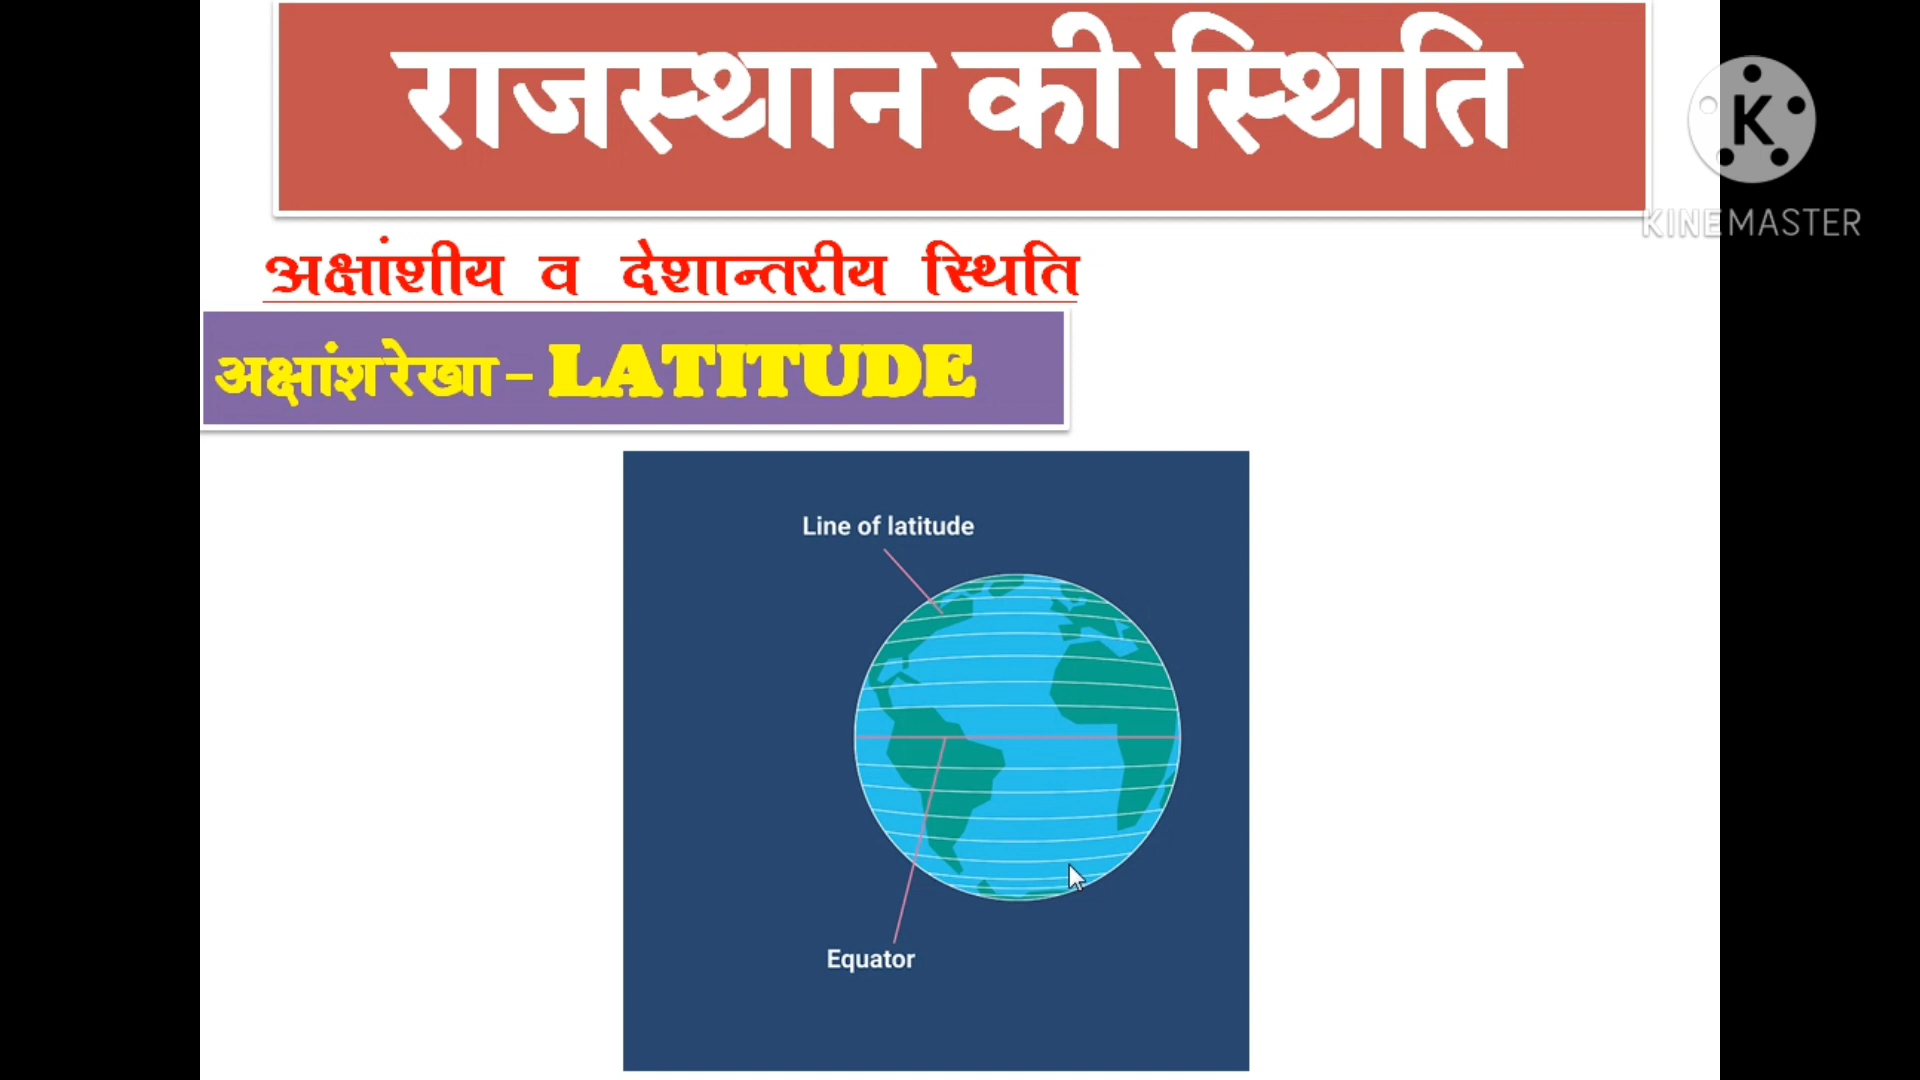 राजस्थान की स्थिति
K
KINEMASTER
अक्षांशीय व देशान्तरीय स्थिति
अक्षांश रेखा – LATITUDE
Line of latitude
Equator